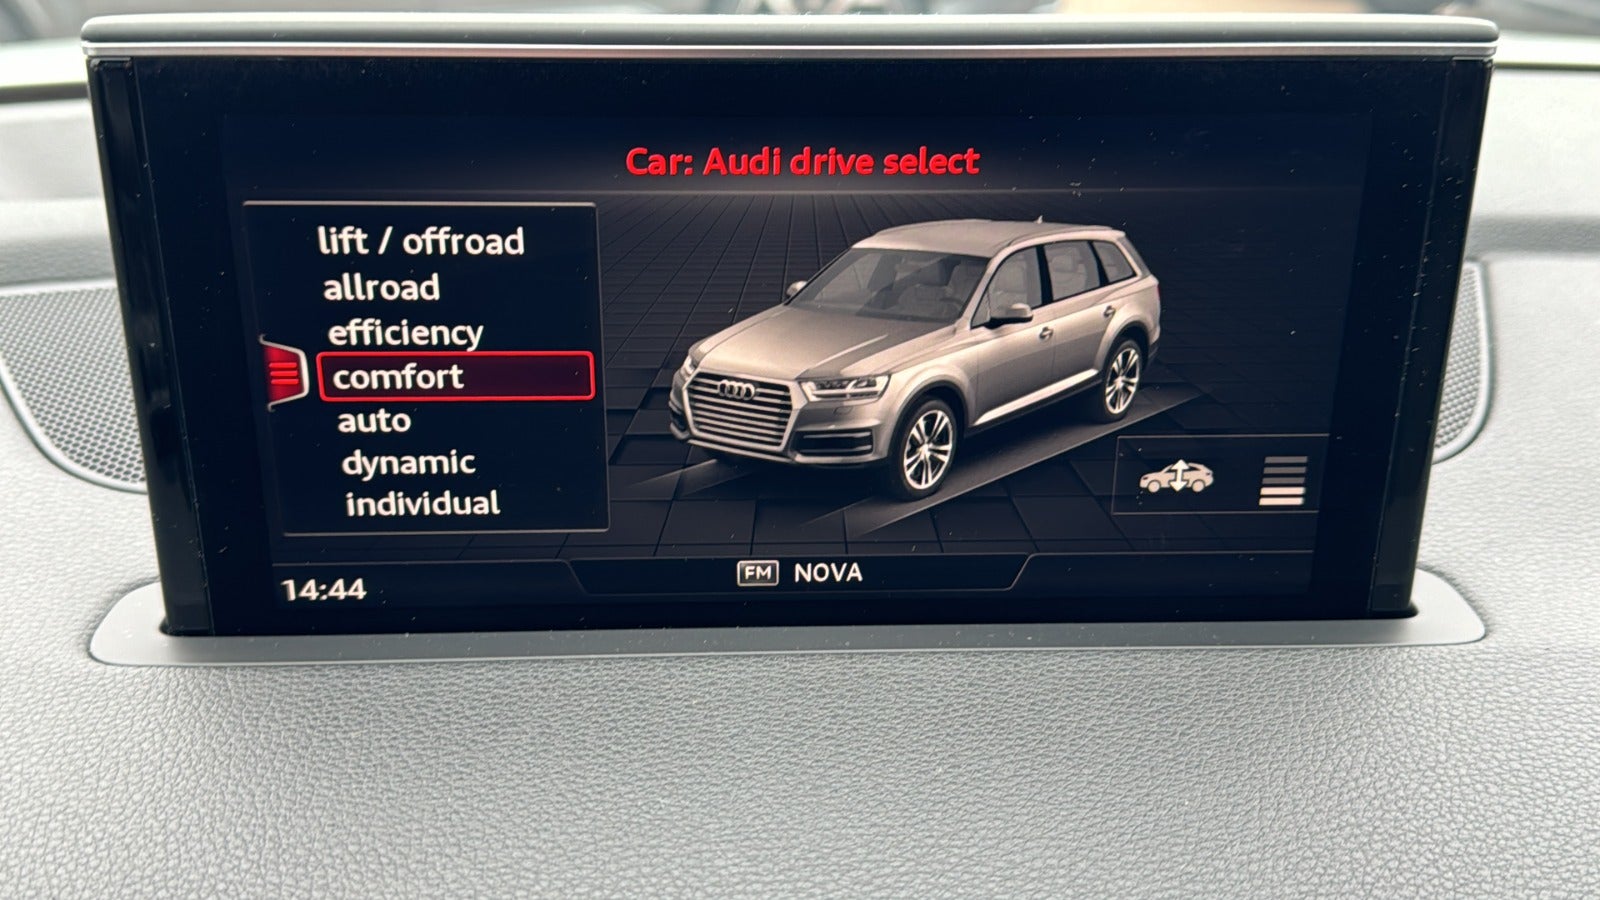 Car: Audi drive select
lift / offroad
allroad
efficiency
comfort
auto
dynamic
individual
14:44
FM NOVA